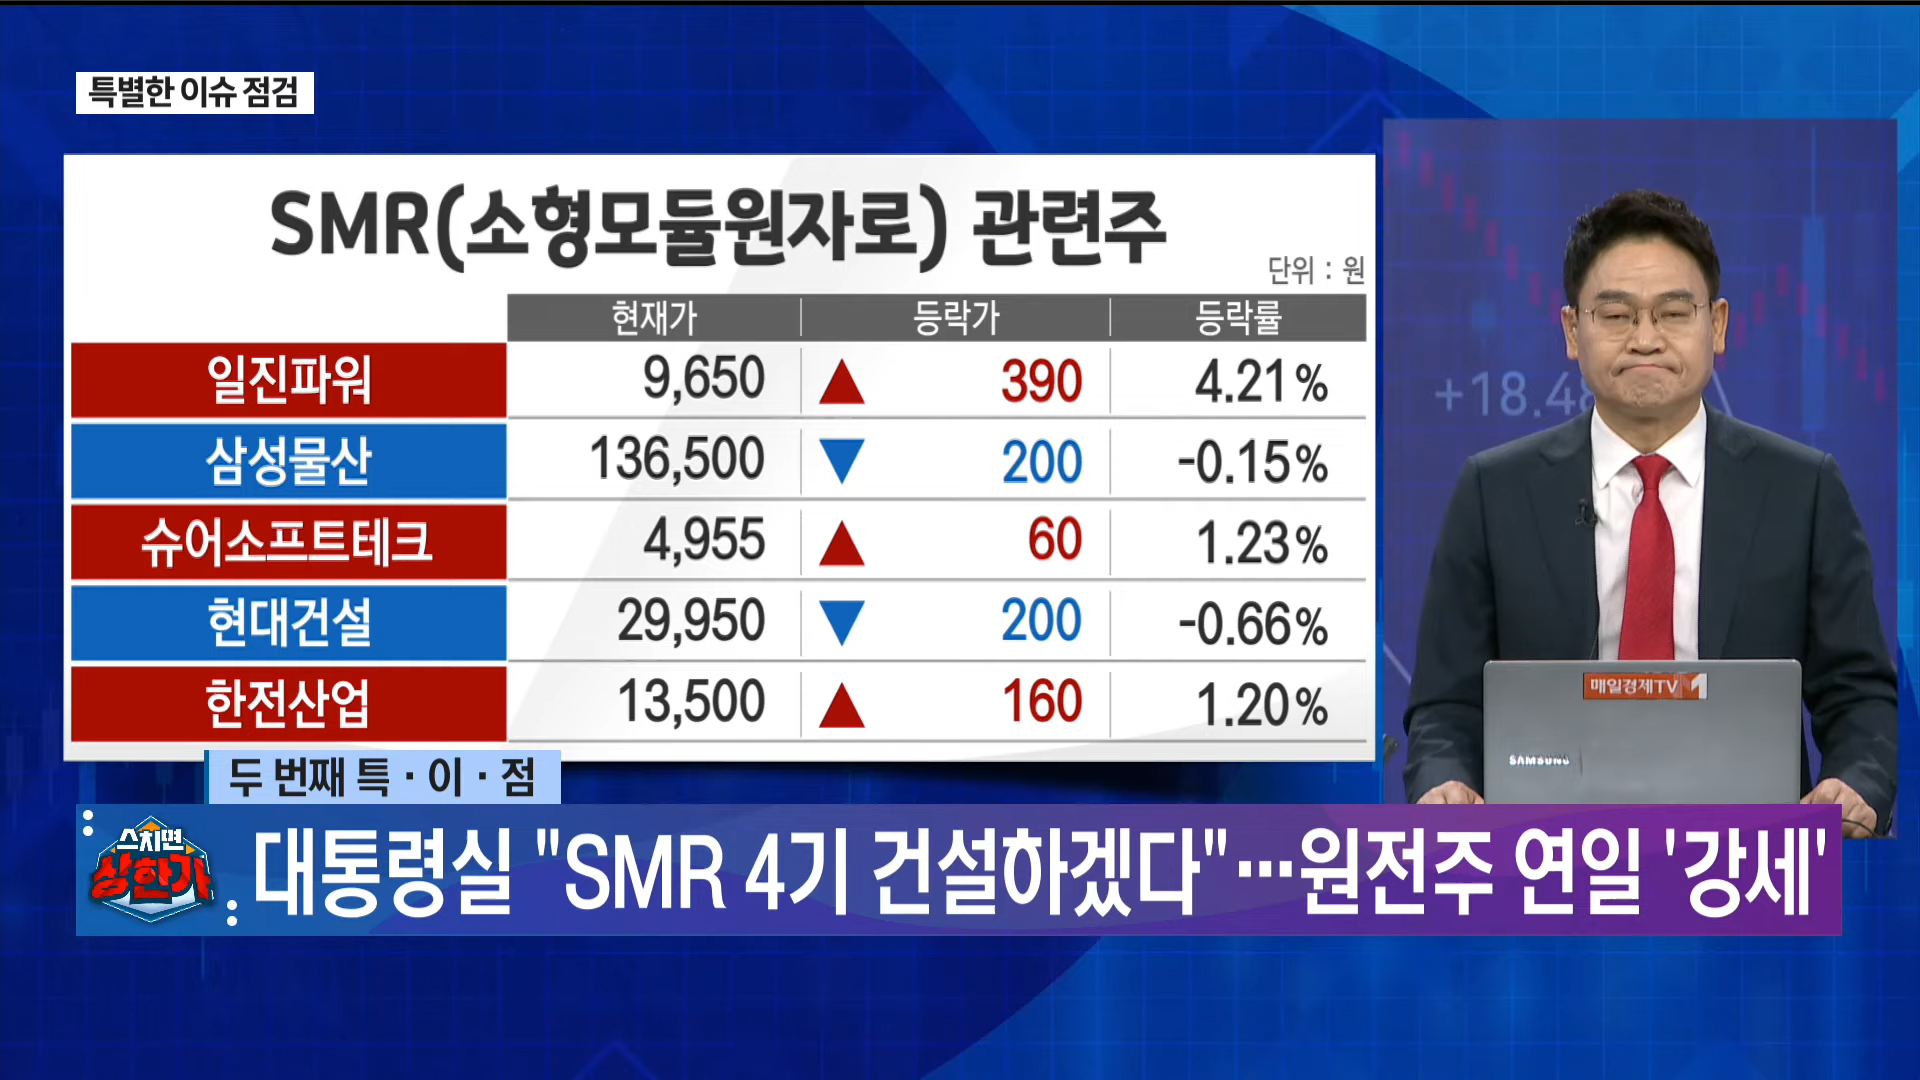 특별한 이슈 점검
SMR(소형모듈원자로) 관련주
단위 : 원
현재가 등락가 등락률
일진파워 9,650 ▲ 390 4.21%
삼성물산 136,500 ▼ 200 -0.15%
슈어소프트테크 4,955 ▲ 60 1.23%
현대건설 29,950 ▼ 200 -0.66%
한전산업 13,500 ▲ 160 1.20%
+18.48
매일경제TV M
SAMSUNG
두 번째 특·이·점
스치면
상한가
대통령실 "SMR 4기 건설하겠다"…원전주 연일 '강세'